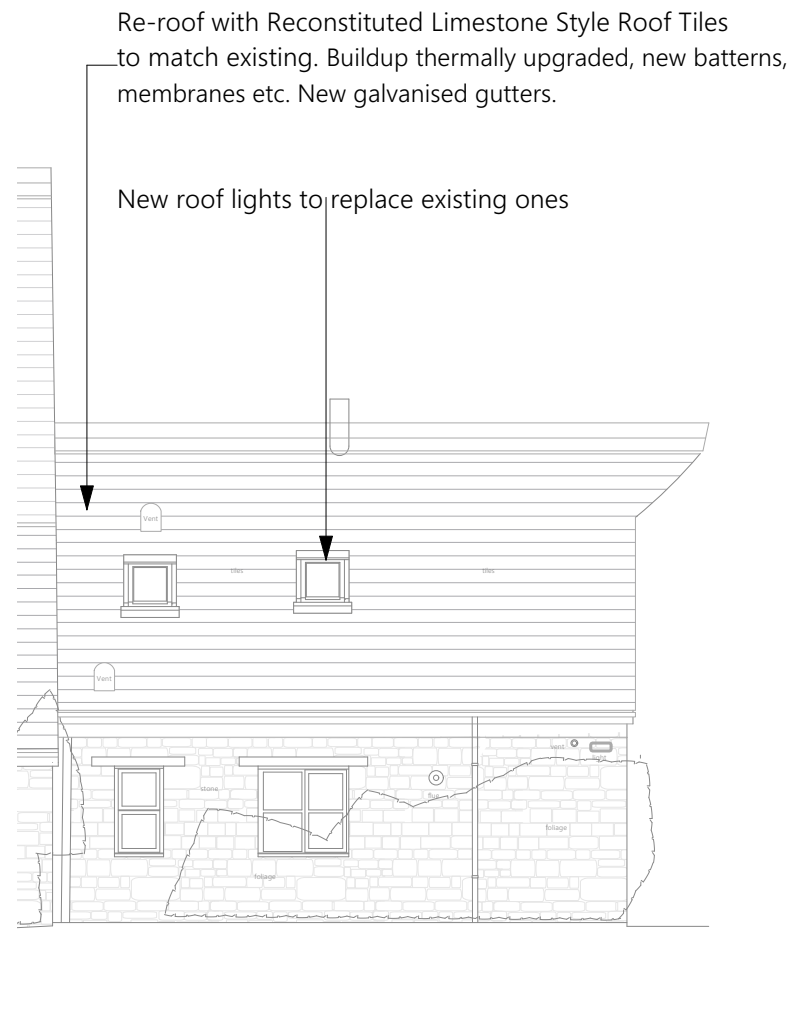 Re-roof with Reconstituted Limestone Style Roof Tiles
to match existing. Buildup thermally upgraded, new batterns,
membranes etc. New galvanised gutters.
New roof lights to replace existing ones
Vent
tiles
tiles
Vent
vent
light
stone
flue
foliage
foliage